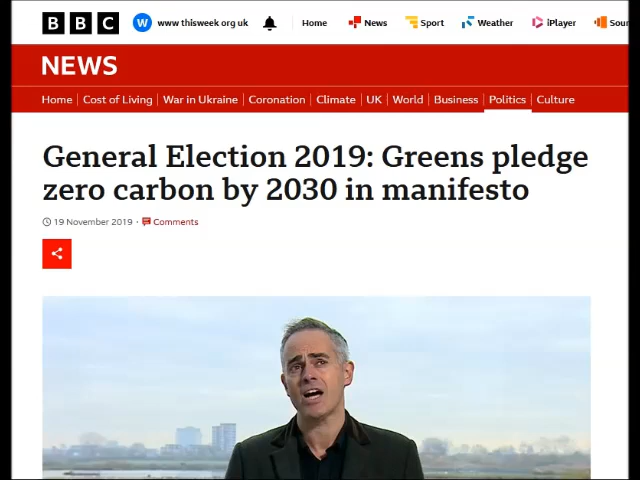 BBC W www.thisweek.org.uk Home News Sport Weather iPlayer Soun
NEWS
Home Cost of Living War in Ukraine Coronation Climate UK World Business Politics Culture
General Election 2019: Greens pledge
zero carbon by 2030 in manifesto
19 November 2019 · Comments